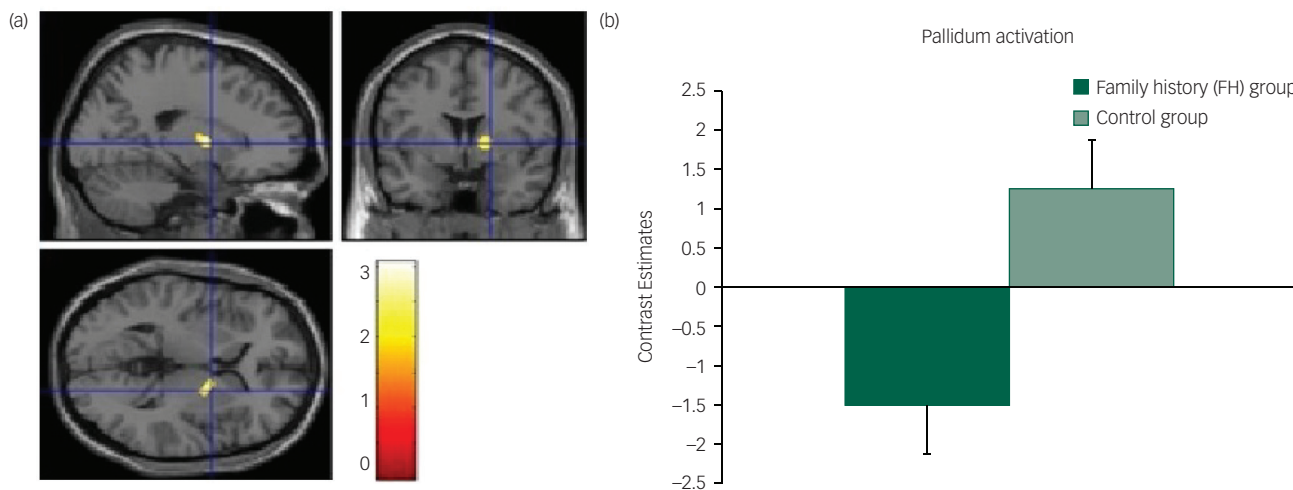 (a)
3
2
1
0
(b)
Pallidum activation
Family history (FH) group
Control group
Contrast Estimates
2.5
2
1.5
1
0.5
0
–0.5
–1
–1.5
–2
–2.5